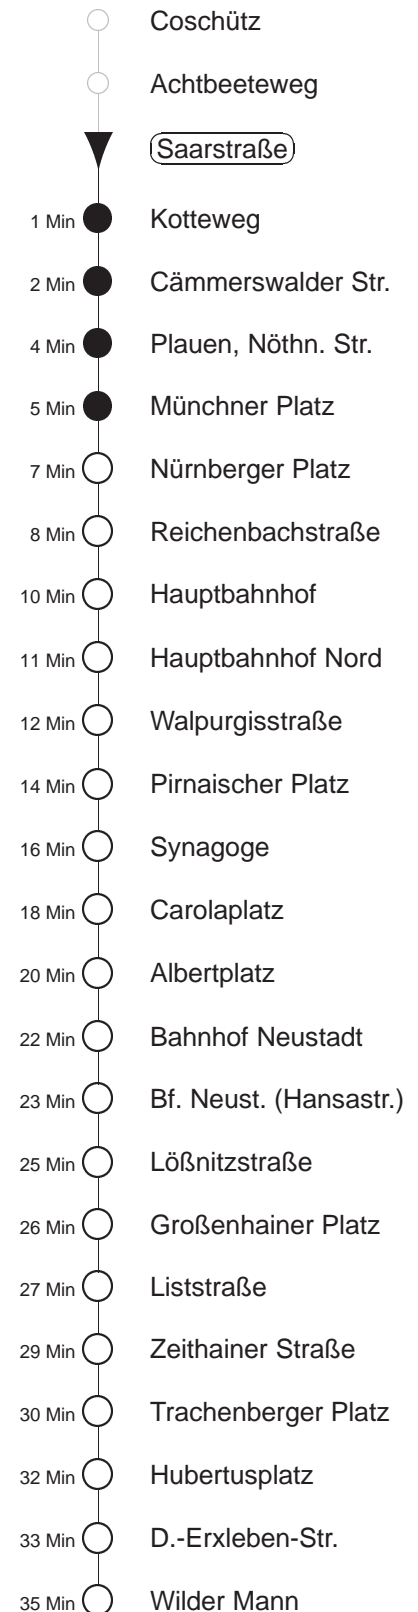 Coschütz
Achtbeeteweg
Saarstraße
1 Min Kotteweg
2 Min Cämmerswalder Str.
4 Min Plauen, Nöthn. Str.
5 Min Münchner Platz
7 Min Nürnberger Platz
8 Min Reichenbachstraße
10 Min Hauptbahnhof
11 Min Hauptbahnhof Nord
12 Min Walpurgisstraße
14 Min Pirnaischer Platz
16 Min Synagoge
18 Min Carolaplatz
20 Min Albertplatz
22 Min Bahnhof Neustadt
23 Min Bf. Neust. (Hansastr.)
25 Min Lößnitzstraße
26 Min Großenhainer Platz
27 Min Liststraße
29 Min Zeithainer Straße
30 Min Trachenberger Platz
32 Min Hubertusplatz
33 Min D.-Erxleben-Str.
35 Min Wilder Mann